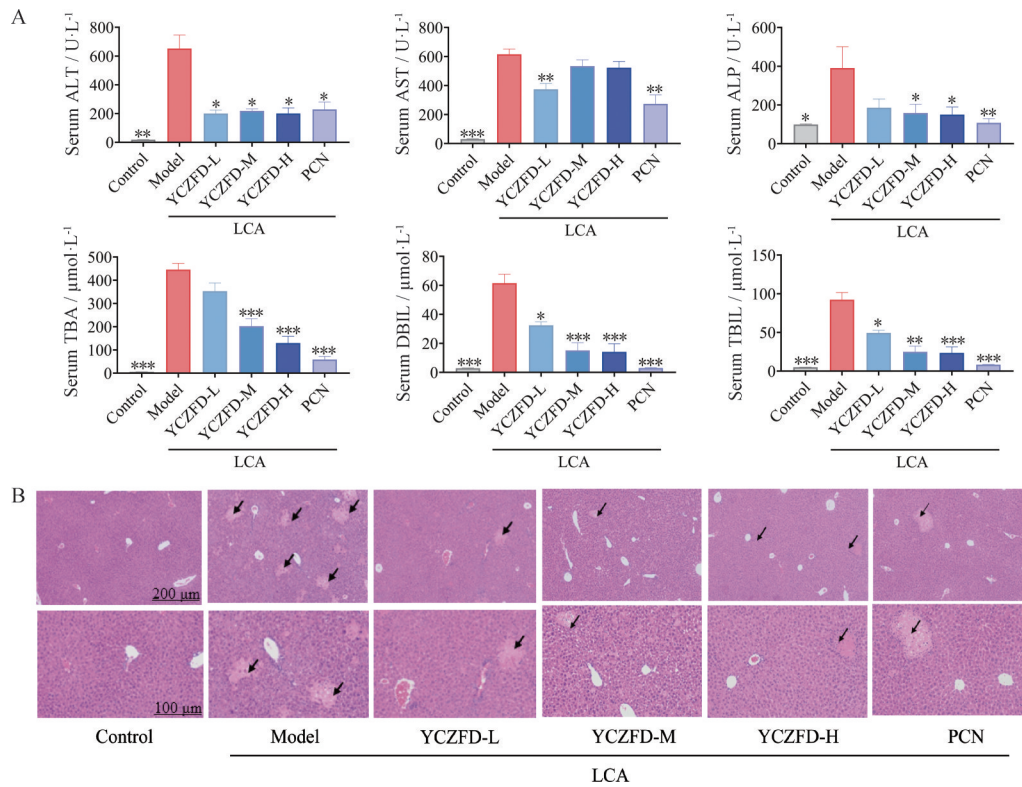 A
Serum ALT / U·L⁻¹
800
600
400
200
0
**
*
*
*
*
Control
Model
YCZFD-L
YCZFD-M
YCZFD-H
PCN
LCA
Serum AST / U·L⁻¹
800
600
400
200
0
***
**
**
Control
Model
YCZFD-L
YCZFD-M
YCZFD-H
PCN
LCA
Serum ALP / U·L⁻¹
600
400
200
0
*
*
*
**
Control
Model
YCZFD-L
YCZFD-M
YCZFD-H
PCN
LCA
Serum TBA / μmol·L⁻¹
500
400
300
200
100
0
***
***
***
***
Control
Model
YCZFD-L
YCZFD-M
YCZFD-H
PCN
LCA
Serum DBIL / μmol·L⁻¹
80
60
40
20
0
***
*
***
***
***
Control
Model
YCZFD-L
YCZFD-M
YCZFD-H
PCN
LCA
Serum TBIL / μmol·L⁻¹
150
100
50
0
***
*
**
***
***
Control
Model
YCZFD-L
YCZFD-M
YCZFD-H
PCN
LCA
B
200 μm
100 μm
Control Model YCZFD-L YCZFD-M YCZFD-H PCN
LCA